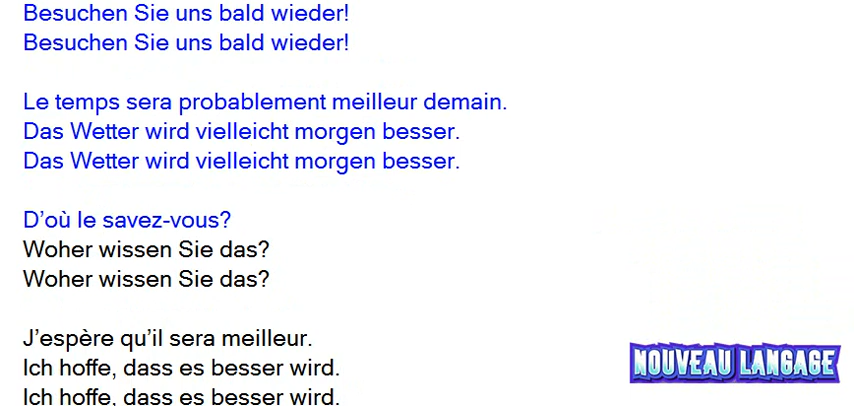 Besuchen Sie uns bald wieder!
Besuchen Sie uns bald wieder!
Le temps sera probablement meilleur demain.
Das Wetter wird vielleicht morgen besser.
Das Wetter wird vielleicht morgen besser.
D’où le savez-vous?
Woher wissen Sie das?
Woher wissen Sie das?
J’espère qu’il sera meilleur.
Ich hoffe, dass es besser wird.
Ich hoffe, dass es besser wird.
NOUVEAU LANGAGE